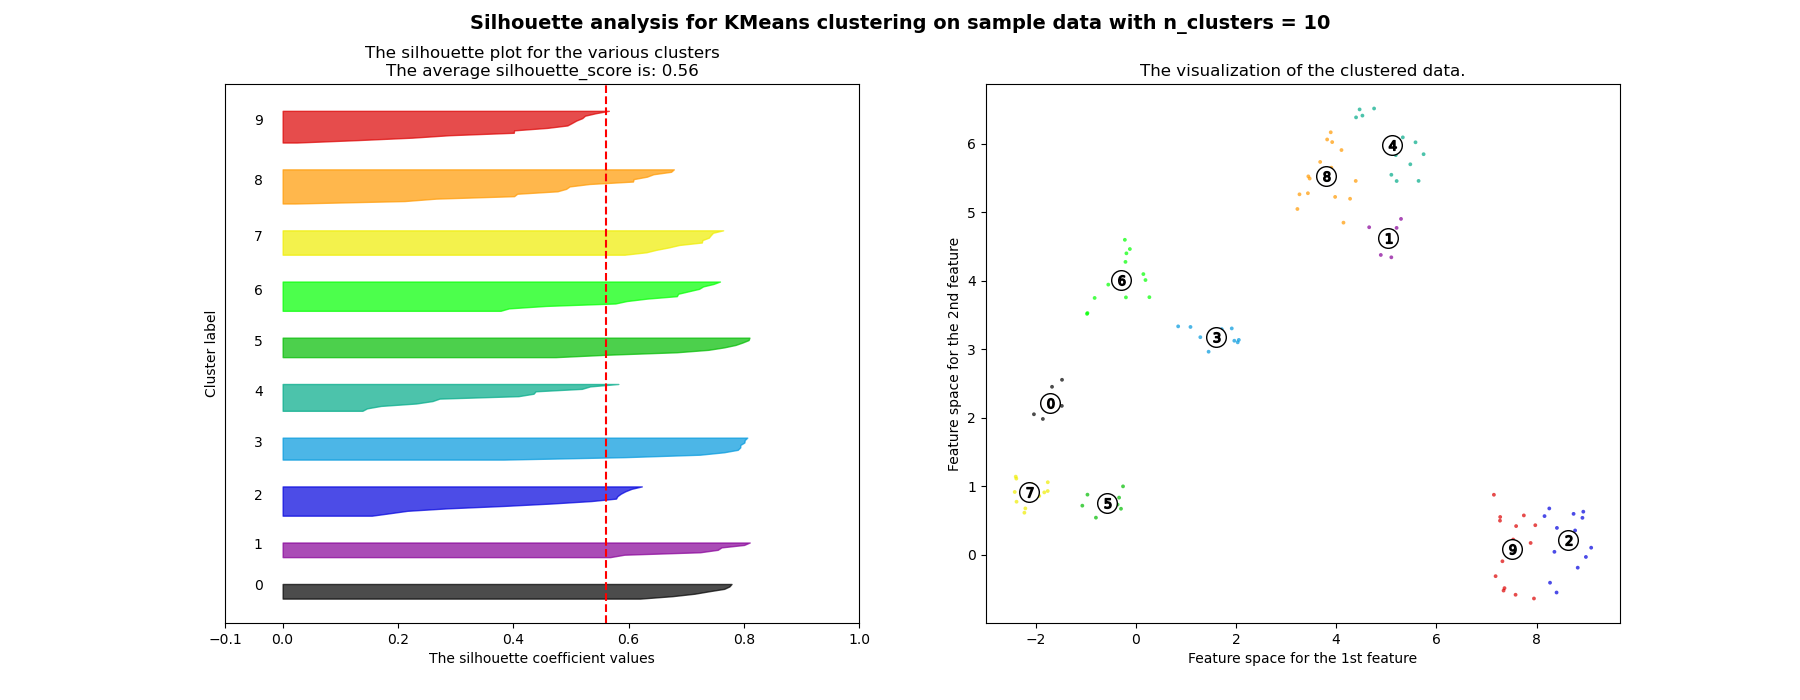 Silhouette analysis for KMeans clustering on sample data with n_clusters = 10
The silhouette plot for the various clusters
The average silhouette_score is: 0.56
9
8
7
6
5
4
3
2
1
0
Cluster label
−0.1 0.0 0.2 0.4 0.6 0.8 1.0
The silhouette coefficient values
The visualization of the clustered data.
6
5
4
3
2
1
0
Feature space for the 2nd feature
4
8
1
6
3
0
7
5
2
9
−2 0 2 4 6 8
Feature space for the 1st feature